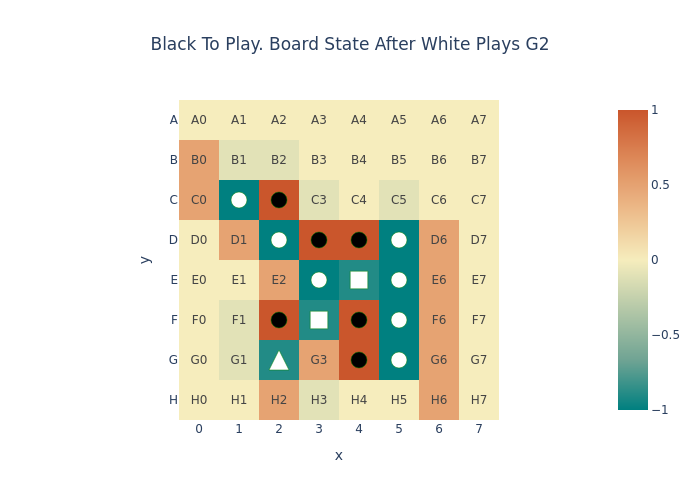 Black To Play. Board State After White Plays G2
A A0 A1 A2 A3 A4 A5 A6 A7
B B0 B1 B2 B3 B4 B5 B6 B7
C C0 C3 C4 C5 C6 C7
D D0 D1 D6 D7
E E0 E1 E2 E6 E7
F F0 F1 F6 F7
G G0 G1 G3 G6 G7
H H0 H1 H2 H3 H4 H5 H6 H7
0 1 2 3 4 5 6 7
x
y
1
0.5
0
−0.5
−1